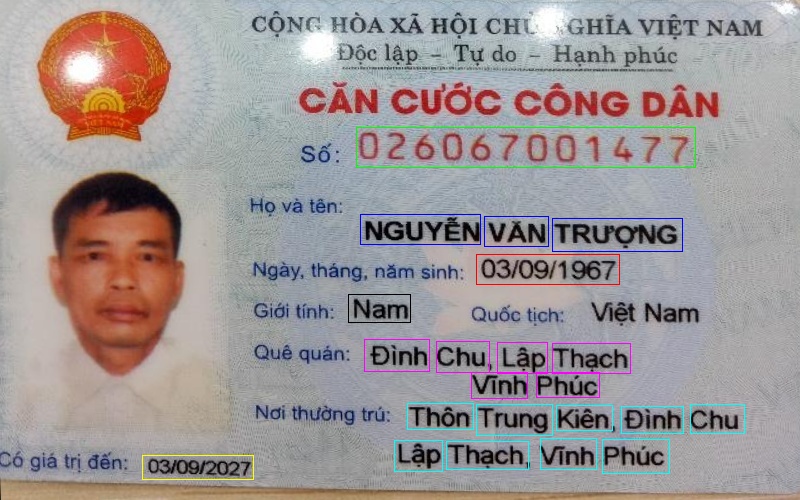 CỘNG HÒA XÃ HỘI CHỦ NGHĨA VIỆT NAM
Độc lập – Tự do – Hạnh phúc
CĂN CƯỚC CÔNG DÂN
Số: 026067001477
Họ và tên:
NGUYỄN VĂN TRƯỢNG
Ngày, tháng, năm sinh: 03/09/1967
Giới tính: Nam Quốc tịch: Việt Nam
Quê quán: Đình Chu, Lập Thạch
Vĩnh Phúc
Nơi thường trú: Thôn Trung Kiên, Đình Chu
Lập Thạch, Vĩnh Phúc
Có giá trị đến: 03/09/2027